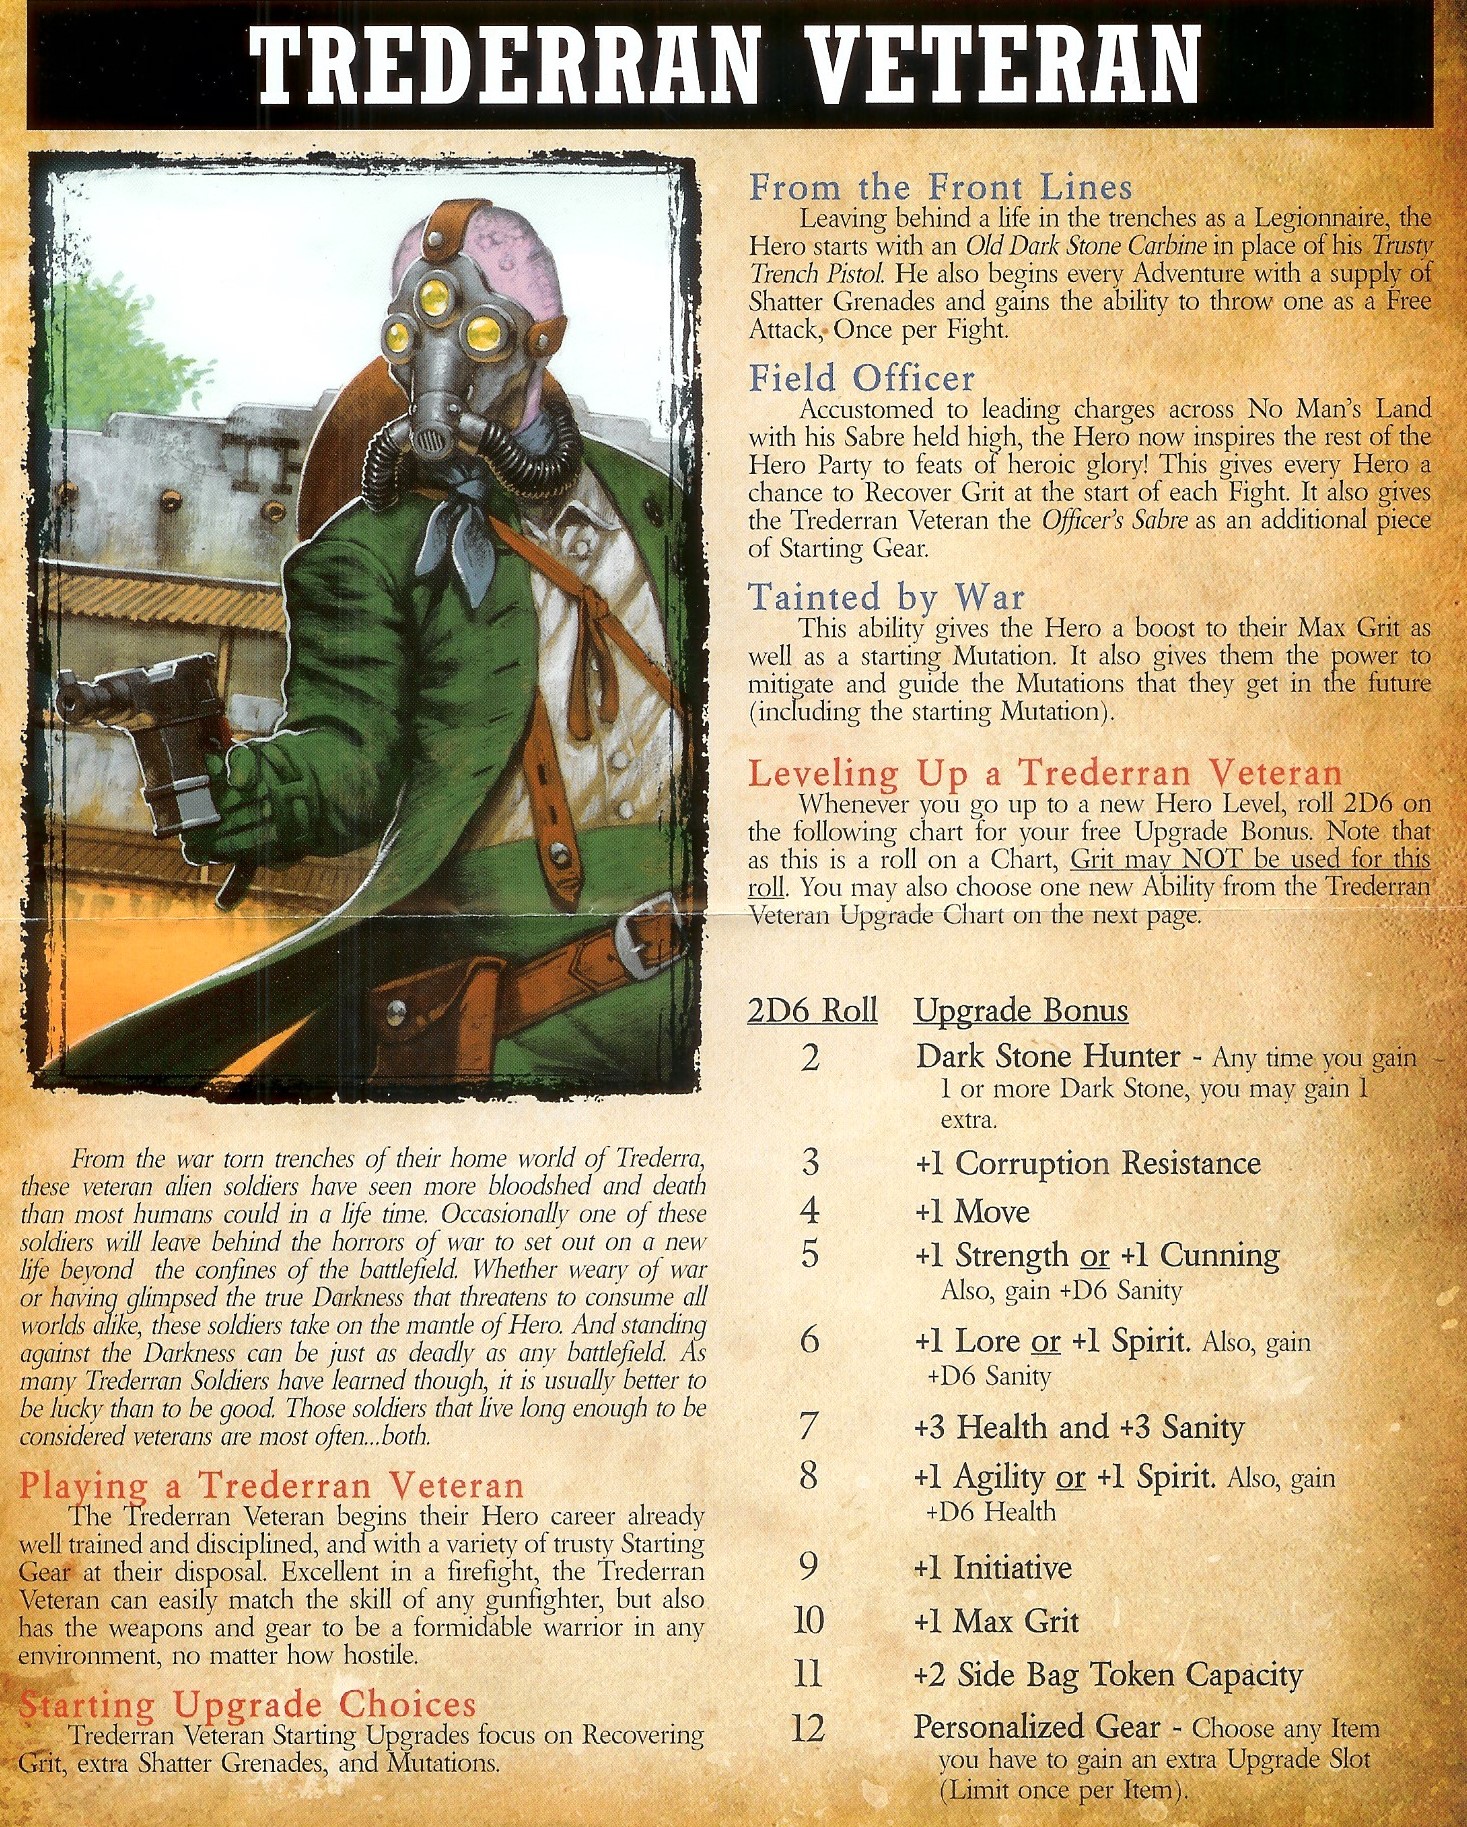 TREDERRAN VETERAN
From the war torn trenches of their home world of Trederra,
these veteran alien soldiers have seen more bloodshed and death
than most humans could in a life time. Occasionally one of these
soldiers will leave behind the horrors of war to set out on a new
life beyond the confines of the battlefield. Whether weary of war
or having glimpsed the true Darkness that threatens to consume all
worlds alike, these soldiers take on the mantle of Hero. And standing
against the Darkness can be just as deadly as any battlefield. As
many Trederran Soldiers have learned though, it is usually better to
be lucky than to be good. Those soldiers that live long enough to be
considered veterans are most often...both.
Playing a Trederran Veteran
The Trederran Veteran begins their Hero career already
well trained and disciplined, and with a variety of trusty Starting
Gear at their disposal. Excellent in a firefight, the Trederran
Veteran can easily match the skill of any gunfighter, but also
has the weapons and gear to be a formidable warrior in any
environment, no matter how hostile.
Starting Upgrade Choices
Trederran Veteran Starting Upgrades focus on Recovering
Grit, extra Shatter Grenades, and Mutations.
From the Front Lines
Leaving behind a life in the trenches as a Legionnaire, the
Hero starts with an Old Dark Stone Carbine in place of his Trusty
Trench Pistol. He also begins every Adventure with a supply of
Shatter Grenades and gains the ability to throw one as a Free
Attack, Once per Fight.
Field Officer
Accustomed to leading charges across No Man's Land
with his Sabre held high, the Hero now inspires the rest of the
Hero Party to feats of heroic glory! This gives every Hero a
chance to Recover Grit at the start of each Fight. It also gives
the Trederran Veteran the Officer's Sabre as an additional piece
of Starting Gear.
Tainted by War
This ability gives the Hero a boost to their Max Grit as
well as a starting Mutation. It also gives them the power to
mitigate and guide the Mutations that they get in the future
(including the starting Mutation).
Leveling Up a Trederran Veteran
Whenever you go up to a new Hero Level, roll 2D6 on
the following chart for your free Upgrade Bonus. Note that
as this is a roll on a Chart, Grit may NOT be used for this
roll. You may also choose one new Ability from the Trederran
Veteran Upgrade Chart on the next page.
2D6 Roll Upgrade Bonus
2 Dark Stone Hunter - Any time you gain
1 or more Dark Stone, you may gain 1
extra.
3 +1 Corruption Resistance
4 +1 Move
5 +1 Strength or +1 Cunning
Also, gain +D6 Sanity
6 +1 Lore or +1 Spirit. Also, gain
+D6 Sanity
7 +3 Health and +3 Sanity
8 +1 Agility or +1 Spirit. Also, gain
+D6 Health
9 +1 Initiative
10 +1 Max Grit
11 +2 Side Bag Token Capacity
12 Personalized Gear - Choose any Item
you have to gain an extra Upgrade Slot
(Limit once per Item).